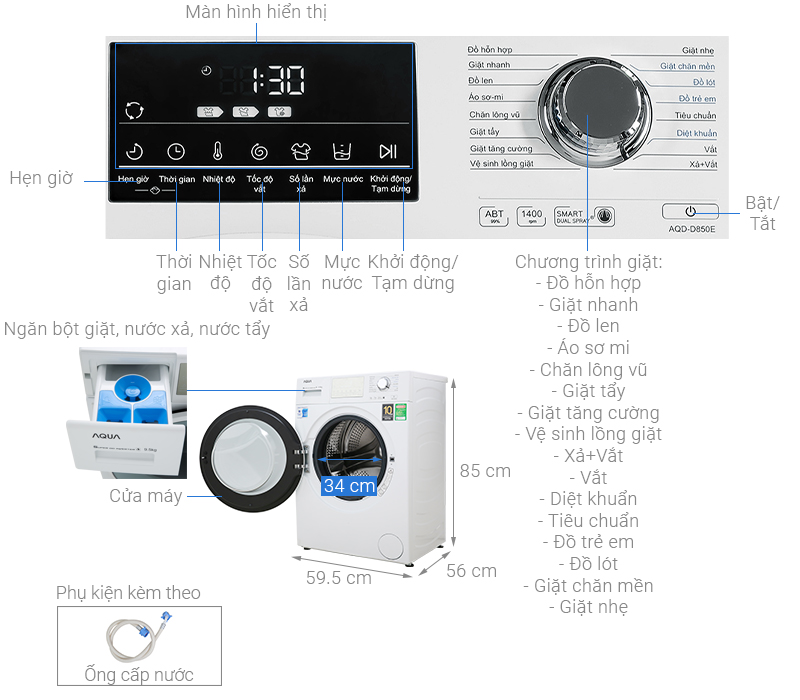 Màn hình hiển thị
1:30
Hẹn giờ
Thời gian
Nhiệt độ
Tốc độ
vắt
Số lần
xả
Mực nước
Khởi động/
Tạm dừng
Đồ hỗn hợp
Giặt nhanh
Đồ len
Áo sơ-mi
Chăn lông vũ
Giặt tẩy
Giặt tăng cường
Vệ sinh lồng giặt
Giặt nhẹ
Giặt chăn mền
Đồ lót
Đồ trẻ em
Tiêu chuẩn
Diệt khuẩn
Vắt
Xả+Vắt
ABT
99%
1400
rpm
SMART
DUAL SPRAY®
AQD-D850E
Hẹn giờ
Bật/
Tắt
Thời
gian
Nhiệt
độ
Tốc
độ
vắt
Số
lần
xả
Mực
nước
Khởi động/
Tạm dừng
Chương trình giặt:
- Đồ hỗn hợp
- Giặt nhanh
- Đồ len
- Áo sơ mi
- Chăn lông vũ
- Giặt tẩy
- Giặt tăng cường
- Vệ sinh lồng giặt
- Xả+Vắt
- Vắt
- Diệt khuẩn
- Tiêu chuẩn
- Đồ trẻ em
- Đồ lót
- Giặt chăn mền
- Giặt nhẹ
Ngăn bột giặt, nước xả, nước tẩy
AQUA
Cửa máy
AQUA
10
34 cm
85 cm
59.5 cm
56 cm
Phụ kiện kèm theo
Ống cấp nước